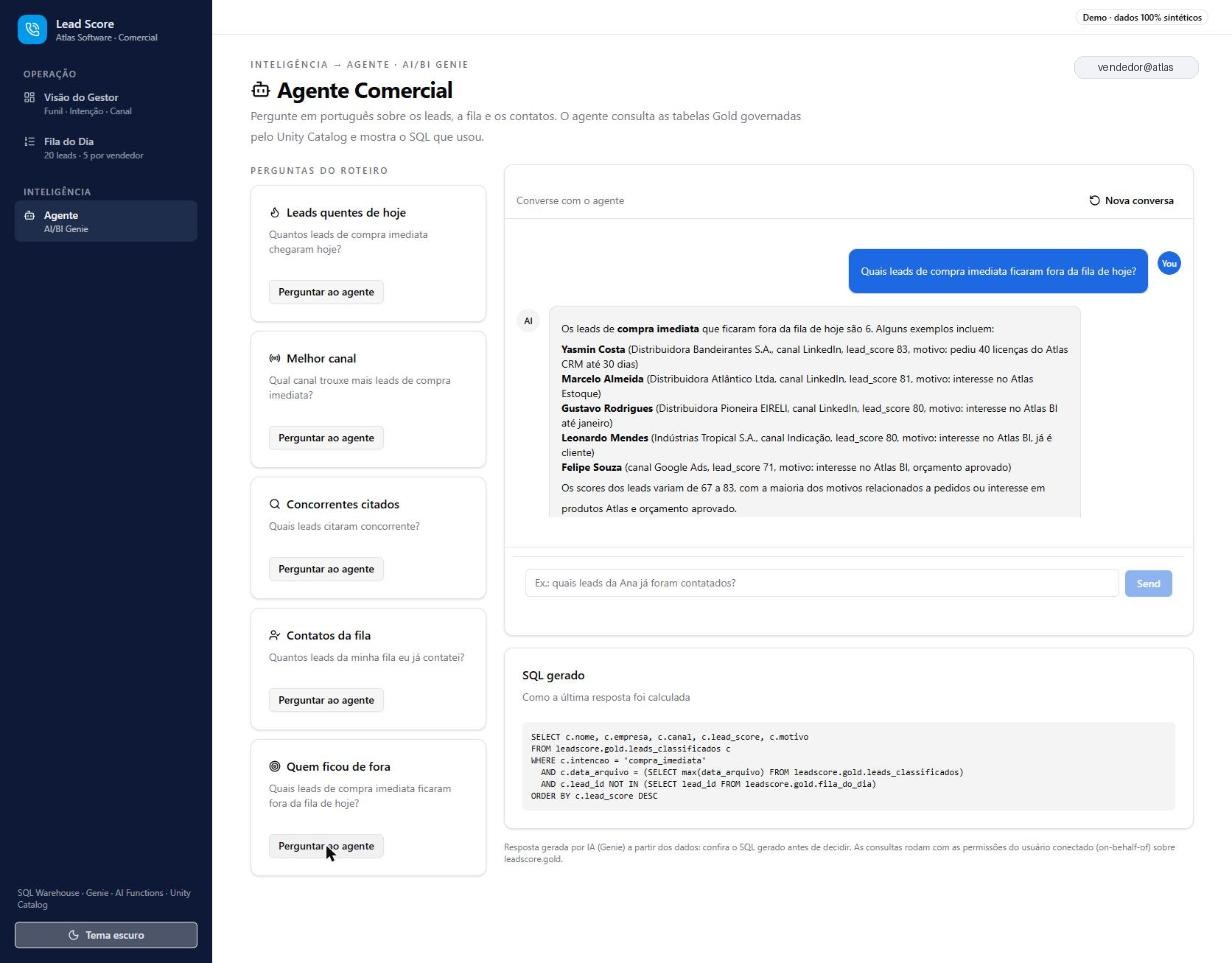 Lead Score
Atlas Software · Comercial
OPERAÇÃO
Visão do Gestor
Funil · Intenção · Canal
Fila do Dia
20 leads · 5 por vendedor
INTELIGÊNCIA
Agente
AI/BI Genie
SQL Warehouse · Genie · AI Functions · Unity
Catalog
Tema escuro
Demo · dados 100% sintéticos
INTELIGÊNCIA → AGENTE · AI/BI GENIE
vendedor@atlas
Agente Comercial
Pergunte em português sobre os leads, a fila e os contatos. O agente consulta as tabelas Gold governadas
pelo Unity Catalog e mostra o SQL que usou.
PERGUNTAS DO ROTEIRO
Leads quentes de hoje
Quantos leads de compra imediata
chegaram hoje?
Perguntar ao agente
Melhor canal
Qual canal trouxe mais leads de compra
imediata?
Perguntar ao agente
Concorrentes citados
Quais leads citaram concorrente?
Perguntar ao agente
Contatos da fila
Quantos leads da minha fila eu já contatei?
Perguntar ao agente
Quem ficou de fora
Quais leads de compra imediata ficaram
fora da fila de hoje?
Perguntar ao agente
Converse com o agente
Nova conversa
Quais leads de compra imediata ficaram fora da fila de hoje?
You
AI
Os leads de compra imediata que ficaram fora da fila de hoje são 6. Alguns exemplos incluem:
Yasmin Costa (Distribuidora Bandeirantes S.A., canal LinkedIn, lead_score 83, motivo: pediu 40 licenças do Atlas
CRM até 30 dias)
Marcelo Almeida (Distribuidora Atlântico Ltda, canal LinkedIn, lead_score 81, motivo: interesse no Atlas
Estoque)
Gustavo Rodrigues (Distribuidora Pioneira EIRELI, canal LinkedIn, lead_score 80, motivo: interesse no Atlas BI
até janeiro)
Leonardo Mendes (Indústrias Tropical S.A., canal Indicação, lead_score 80, motivo: interesse no Atlas BI, já é
cliente)
Felipe Souza (canal Google Ads, lead_score 71, motivo: interesse no Atlas BI, orçamento aprovado)
Os scores dos leads variam de 67 a 83, com a maioria dos motivos relacionados a pedidos ou interesse em
produtos Atlas e orçamento aprovado.
Ex.: quais leads da Ana já foram contatados?
Send
SQL gerado
Como a última resposta foi calculada
SELECT c.nome, c.empresa, c.canal, c.lead_score, c.motivo
FROM leadscore.gold.leads_classificados c
WHERE c.intencao = 'compra_imediata'
AND c.data_arquivo = (SELECT max(data_arquivo) FROM leadscore.gold.leads_classificados)
AND c.lead_id NOT IN (SELECT lead_id FROM leadscore.gold.fila_do_dia)
ORDER BY c.lead_score DESC
Resposta gerada por IA (Genie) a partir dos dados: confira o SQL gerado antes de decidir. As consultas rodam com as permissões do usuário conectado (on-behalf-of) sobre
leadscore.gold.